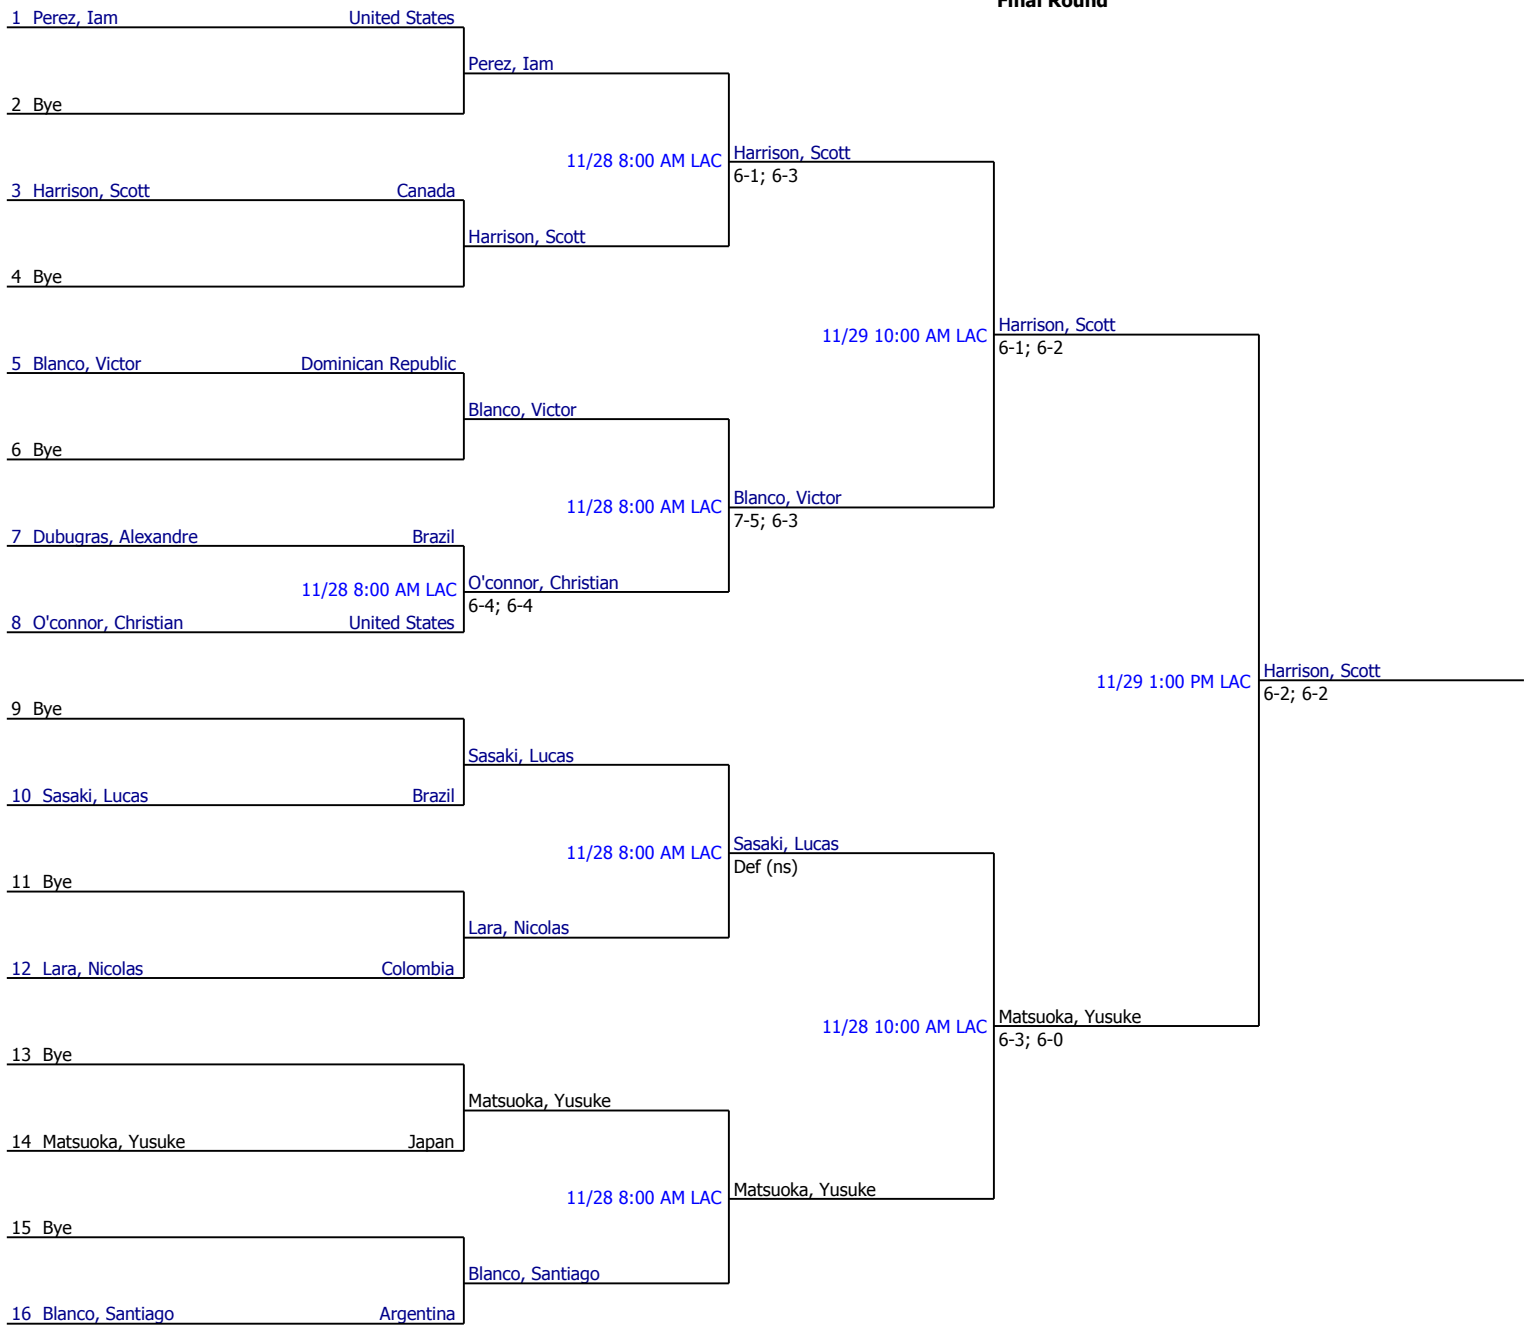 Final Round
1 Perez, Iam United States
Perez, Iam
2 Bye
11/28 8:00 AM LAC
Harrison, Scott
6-1; 6-3
3 Harrison, Scott Canada
Harrison, Scott
4 Bye
11/29 10:00 AM LAC
Harrison, Scott
6-1; 6-2
5 Blanco, Victor Dominican Republic
Blanco, Victor
6 Bye
11/28 8:00 AM LAC
Blanco, Victor
7-5; 6-3
7 Dubugras, Alexandre Brazil
11/28 8:00 AM LAC
O'connor, Christian
6-4; 6-4
8 O'connor, Christian United States
11/29 1:00 PM LAC
Harrison, Scott
6-2; 6-2
9 Bye
Sasaki, Lucas
10 Sasaki, Lucas Brazil
11/28 8:00 AM LAC
Sasaki, Lucas
Def (ns)
11 Bye
Lara, Nicolas
12 Lara, Nicolas Colombia
11/28 10:00 AM LAC
Matsuoka, Yusuke
6-3; 6-0
13 Bye
Matsuoka, Yusuke
14 Matsuoka, Yusuke Japan
11/28 8:00 AM LAC
Matsuoka, Yusuke
15 Bye
Blanco, Santiago
16 Blanco, Santiago Argentina